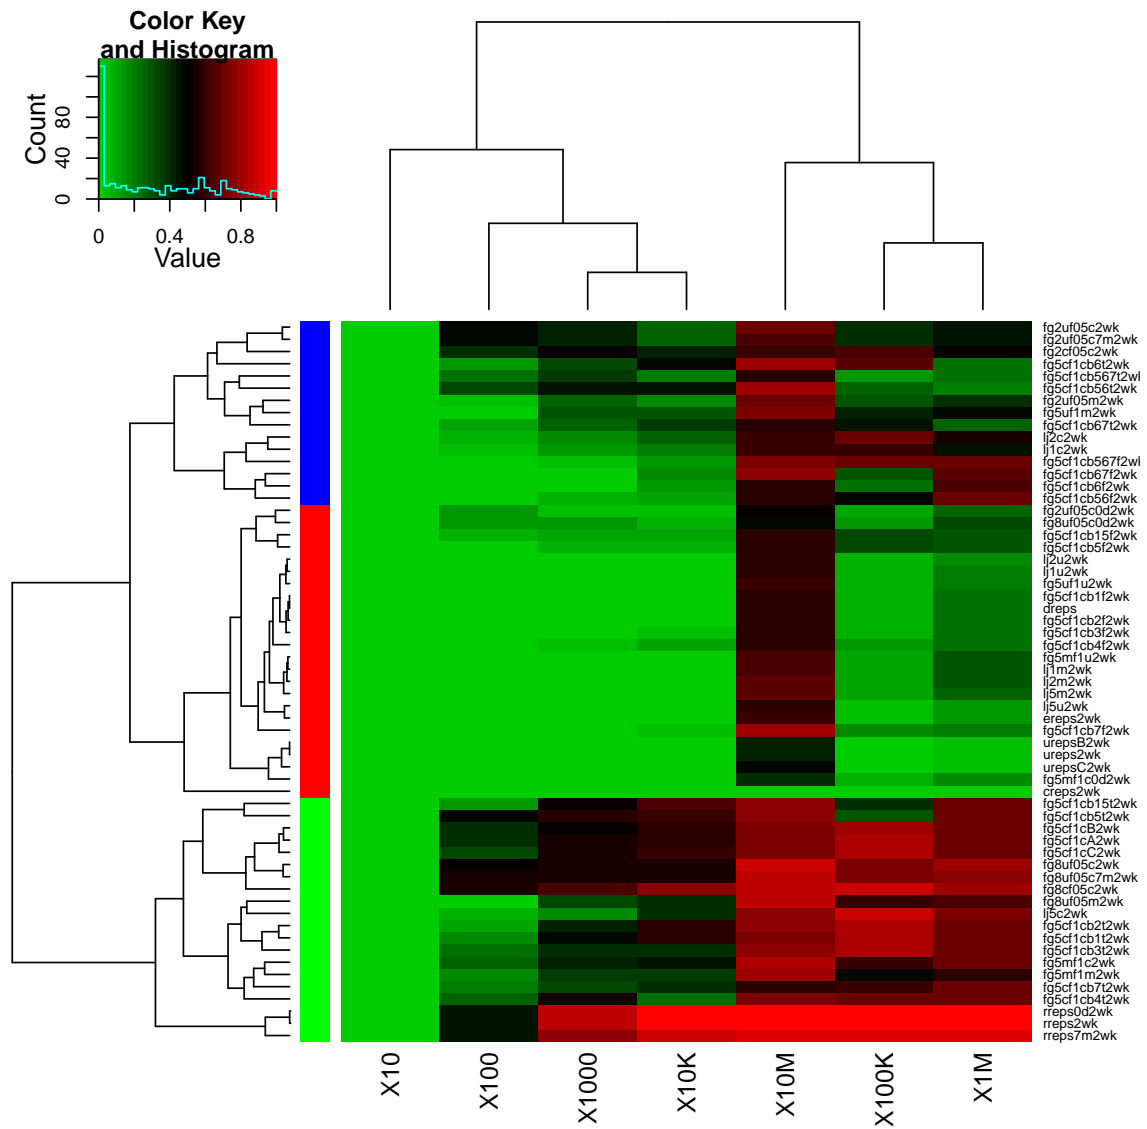 Color Key
and Histogram
Count
0
40
80
0
0.4
0.8
Value
fg2uf05c2wk
fg2uf05c7m2wk
fg2cf05c2wk
fg5cf1cb6t2wk
fg5cf1cb567t2wk
fg5cf1cb56t2wk
fg2uf05m2wk
fg5uf1m2wk
fg5cf1cb67t2wk
lj2c2wk
lj1c2wk
fg5cf1cb567f2wk
fg5cf1cb67f2wk
fg5cf1cb6f2wk
fg5cf1cb56f2wk
fg2uf05c0d2wk
fg8uf05c0d2wk
fg5cf1cb15f2wk
fg5cf1cb5f2wk
lj2u2wk
lj1u2wk
fg5uf1u2wk
fg5cf1cb1f2wk
dreps
fg5cf1cb2f2wk
fg5cf1cb3f2wk
fg5cf1cb4f2wk
fg5mf1u2wk
lj1m2wk
lj2m2wk
lj5m2wk
lj5u2wk
ereps2wk
fg5cf1cb7f2wk
urepsB2wk
ureps2wk
urepsC2wk
fg5mf1c0d2wk
creps2wk
fg5cf1cb15t2wk
fg5cf1cb5t2wk
fg5cf1cB2wk
fg5cf1cA2wk
fg5cf1cC2wk
fg8uf05c2wk
fg8uf05c7m2wk
fg8cf05c2wk
fg8uf05m2wk
lj5c2wk
fg5cf1cb2t2wk
fg5cf1cb1t2wk
fg5cf1cb3t2wk
fg5mf1c2wk
fg5mf1m2wk
fg5cf1cb7t2wk
fg5cf1cb4t2wk
rreps0d2wk
rreps2wk
rreps7m2wk
X10
X100
X1000
X10K
X10M
X100K
X1M